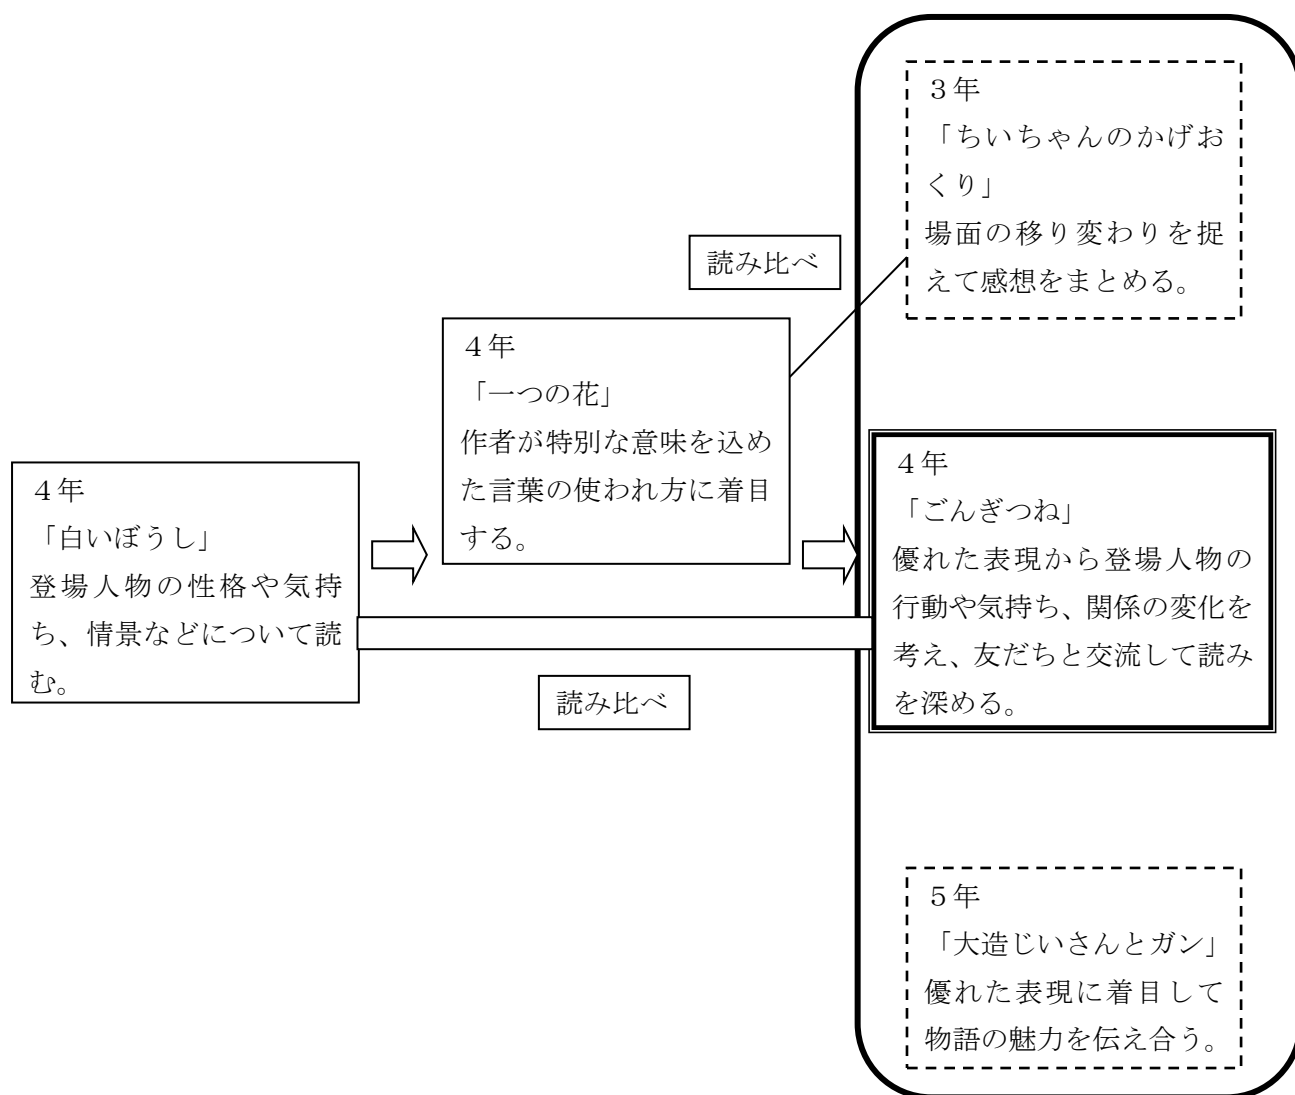 ３年
「ちいちゃんのかげお
くり」
場面の移り変わりを捉
えて感想をまとめる。
読み比べ
４年
「一つの花」
作者が特別な意味を込め
た言葉の使われ方に着目
する。
４年
「白いぼうし」
登場人物の性格や気持
ち、情景などについて読
む。
４年
「ごんぎつね」
優れた表現から登場人物の
行動や気持ち、関係の変化を
考え、友だちと交流して読み
を深める。
読み比べ
５年
「大造じいさんとガン」
優れた表現に着目して
物語の魅力を伝え合う。